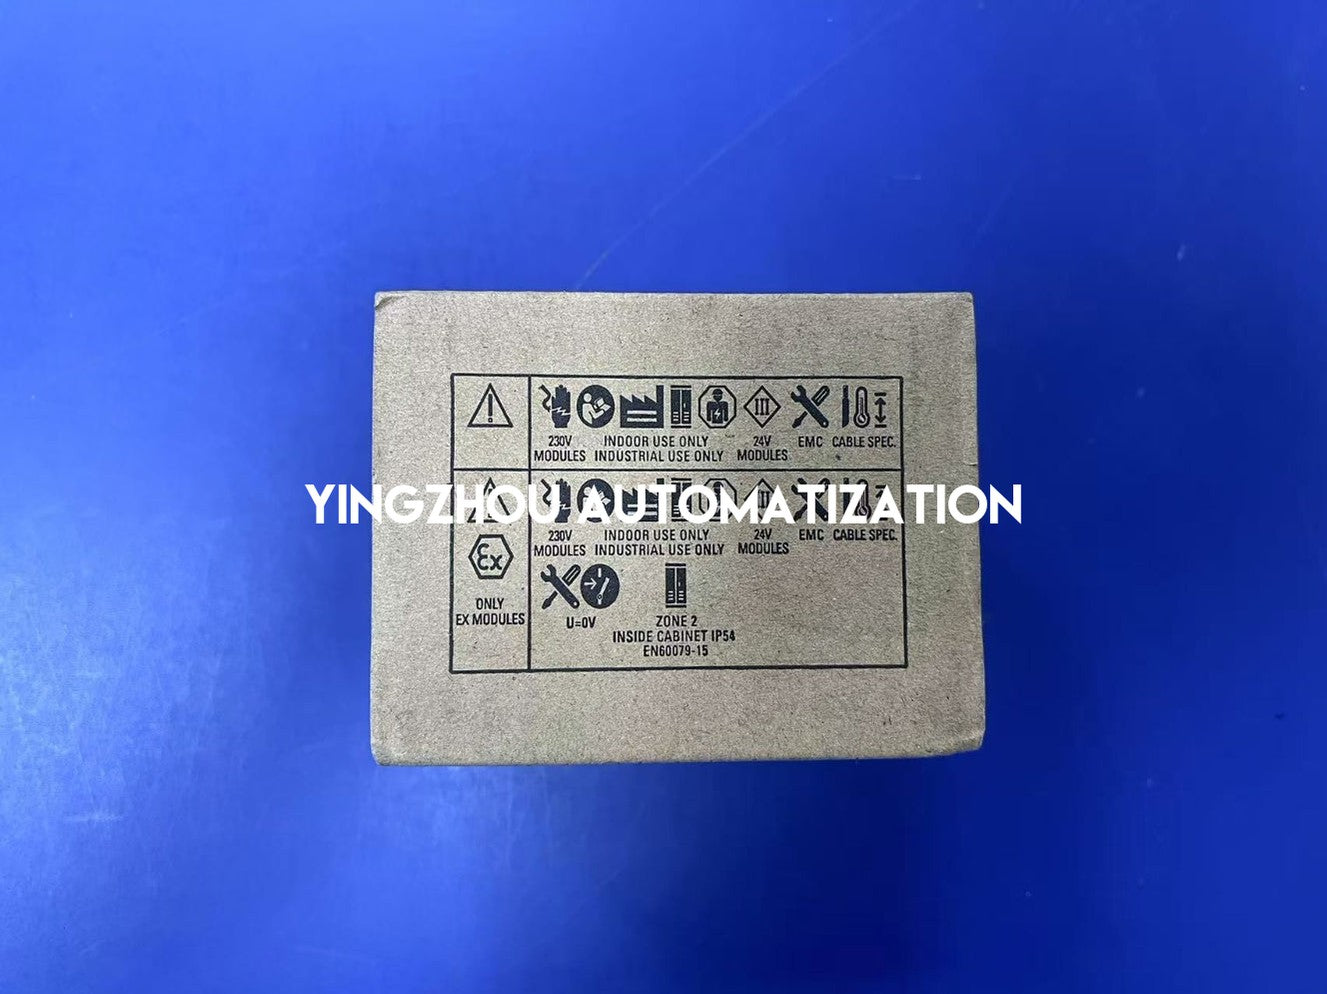 230V INDOOR USE ONLY 24V EMC CABLE SPEC.
MODULES INDUSTRIAL USE ONLY MODULES
YINGZHOU AUTOMATIZATION
230V INDOOR USE ONLY 24V EMC CABLE SPEC.
MODULES INDUSTRIAL USE ONLY MODULES
Ex
ONLY
EX MODULES
U=0V
ZONE 2
INSIDE CABINET IP54
EN60079-15
III